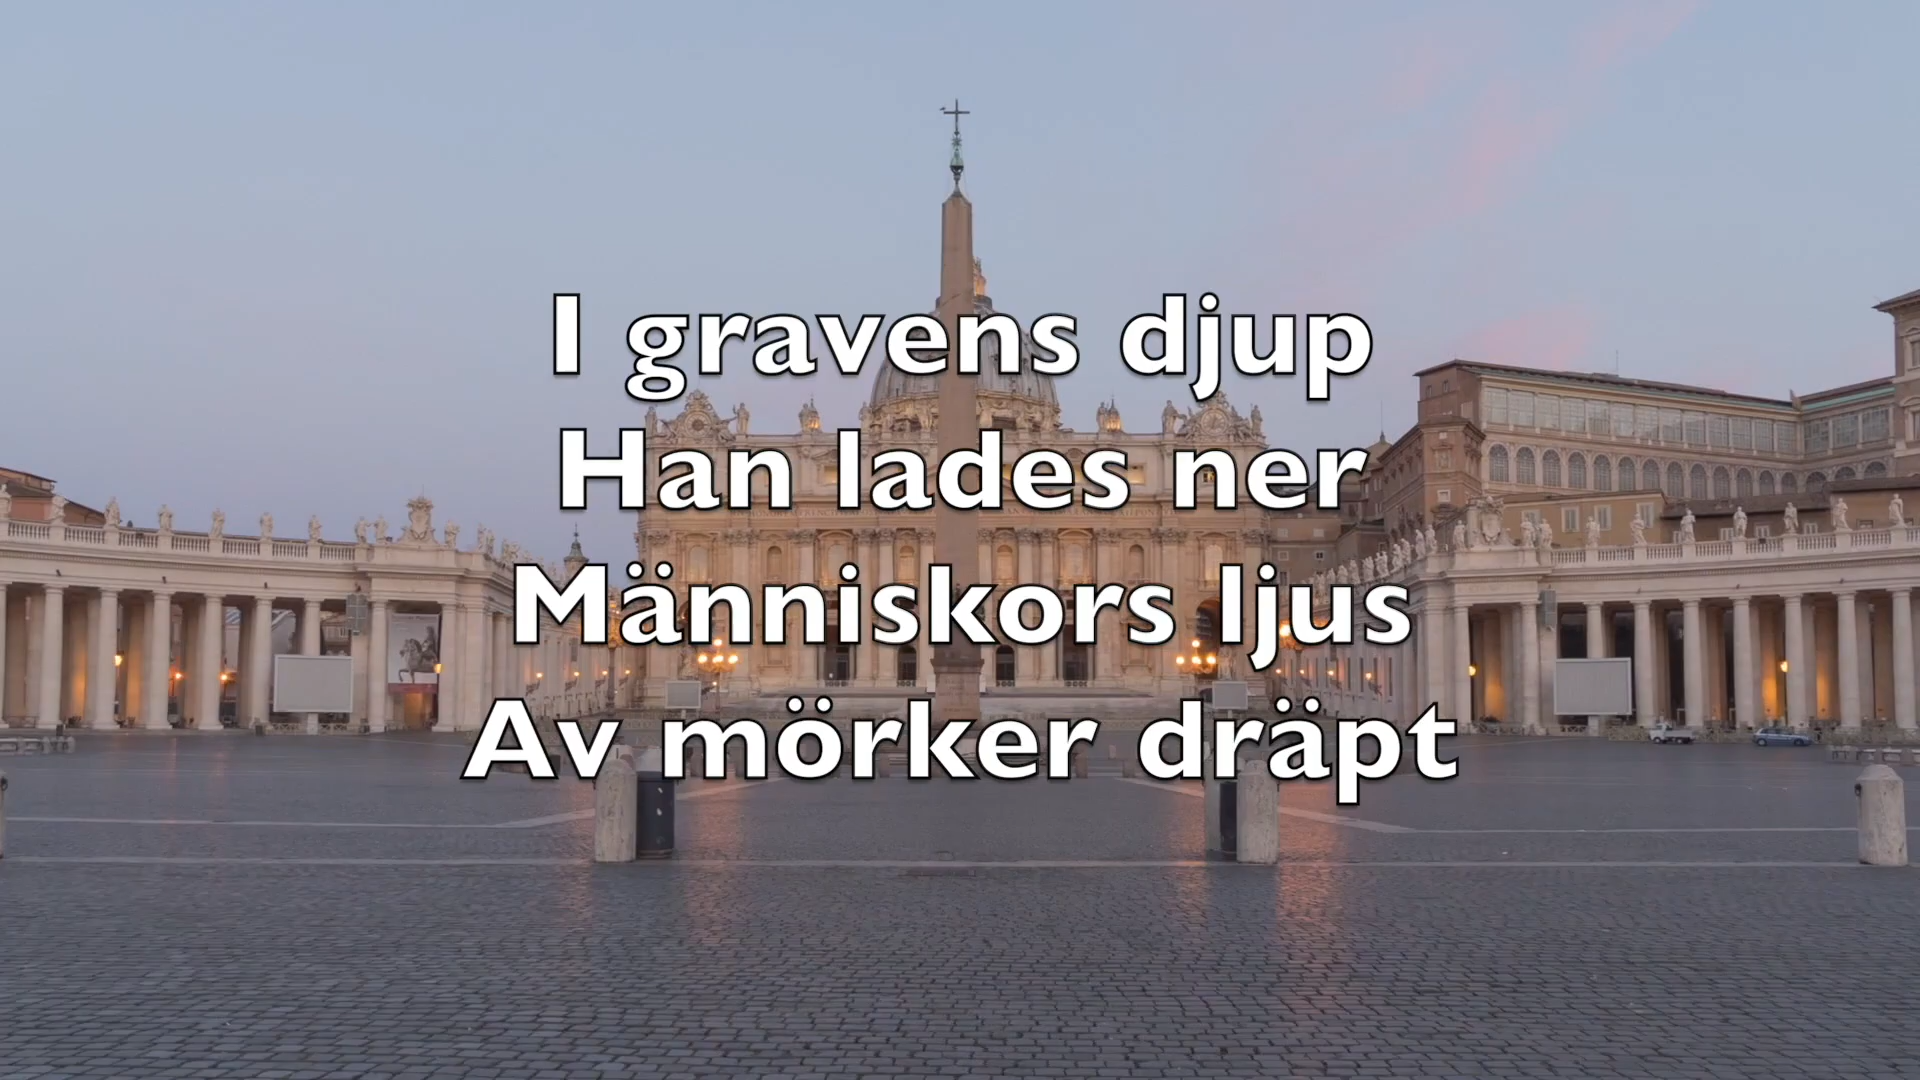 I gravens djup
Han lades ner
Människors ljus
Av mörker dräpt